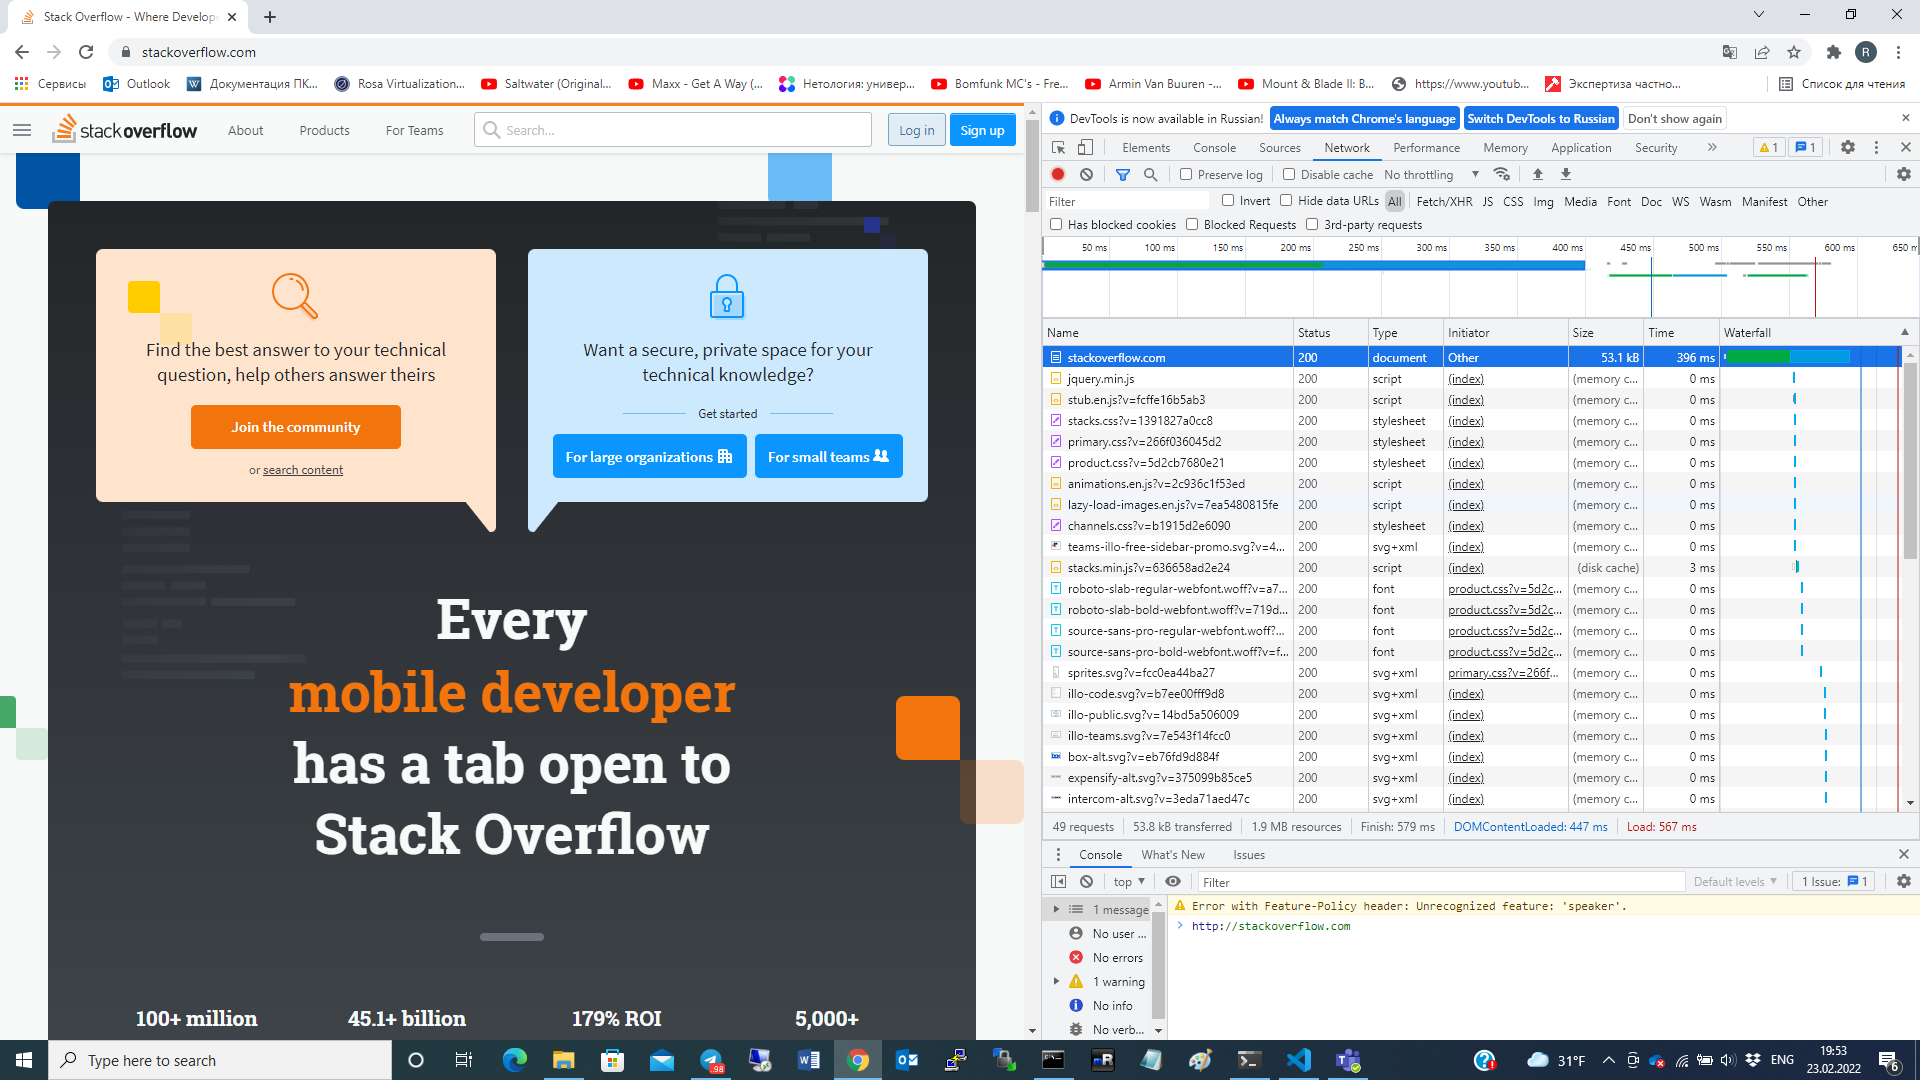 Stack Overflow - Where Develope
stackoverflow.com
R
Сервисы
Outlook
Документация ПК...
Rosa Virtualization...
Saltwater (Original...
Maxx - Get A Way (...
Нетология: универ...
Bomfunk MC's - Fre...
Armin Van Buuren -...
Mount & Blade II: B...
https://www.youtub...
Экспертиза частно...
Список для чтения
stackoverflow
About
Products
For Teams
Search...
Log in
Sign up
Find the best answer to your technical
question, help others answer theirs
Join the community
or search content
Want a secure, private space for your
technical knowledge?
Get started
For large organizations
For small teams
Every
mobile developer
has a tab open to
Stack Overflow
100+ million
45.1+ billion
179% ROI
5,000+
DevTools is now available in Russian!
Always match Chrome's language
Switch DevTools to Russian
Don't show again
Elements
Console
Sources
Network
Performance
Memory
Application
Security
1
1
Preserve log
Disable cache
No throttling
Filter
Invert
Hide data URLs
All
Fetch/XHR
JS
CSS
Img
Media
Font
Doc
WS
Wasm
Manifest
Other
Has blocked cookies
Blocked Requests
3rd-party requests
50 ms
100 ms
150 ms
200 ms
250 ms
300 ms
350 ms
400 ms
450 ms
500 ms
550 ms
600 ms
650 m
Name Status Type Initiator Size Time Waterfall
stackoverflow.com 200 document Other 53.1 kB 396 ms
jquery.min.js 200 script (index) (memory c... 0 ms
stub.en.js?v=fcffe16b5ab3 200 script (index) (memory c... 0 ms
stacks.css?v=1391827a0cc8 200 stylesheet (index) (memory c... 0 ms
primary.css?v=266f036045d2 200 stylesheet (index) (memory c... 0 ms
product.css?v=5d2cb7680e21 200 stylesheet (index) (memory c... 0 ms
animations.en.js?v=2c936c1f53ed 200 script (index) (memory c... 0 ms
lazy-load-images.en.js?v=7ea5480815fe 200 script (index) (memory c... 0 ms
channels.css?v=b1915d2e6090 200 stylesheet (index) (memory c... 0 ms
teams-illo-free-sidebar-promo.svg?v=4... 200 svg+xml (index) (memory c... 0 ms
stacks.min.js?v=636658ad2e24 200 script (index) (disk cache) 3 ms
roboto-slab-regular-webfont.woff?v=a7... 200 font product.css?v=5d2c... (memory c... 0 ms
roboto-slab-bold-webfont.woff?v=719d... 200 font product.css?v=5d2c... (memory c... 0 ms
source-sans-pro-regular-webfont.woff?... 200 font product.css?v=5d2c... (memory c... 0 ms
source-sans-pro-bold-webfont.woff?v=f... 200 font product.css?v=5d2c... (memory c... 0 ms
sprites.svg?v=fcc0ea44ba27 200 svg+xml primary.css?v=266f... (memory c... 0 ms
illo-code.svg?v=b7ee00fff9d8 200 svg+xml (index) (memory c... 0 ms
illo-public.svg?v=14bd5a506009 200 svg+xml (index) (memory c... 0 ms
illo-teams.svg?v=7e543f14fcc0 200 svg+xml (index) (memory c... 0 ms
box-alt.svg?v=eb76fd9d884f 200 svg+xml (index) (memory c... 0 ms
expensify-alt.svg?v=375099b85ce5 200 svg+xml (index) (memory c... 0 ms
intercom-alt.svg?v=3eda71aed47c 200 svg+xml (index) (memory c... 0 ms
49 requests
53.8 kB transferred
1.9 MB resources
Finish: 579 ms
DOMContentLoaded: 447 ms
Load: 567 ms
Console
What's New
Issues
top
Filter
Default levels
1 Issue: 1
1 message
No user ...
No errors
1 warning
No info
No verb...
Error with Feature-Policy header: Unrecognized feature: 'speaker'.
http://stackoverflow.com
Type here to search
98
31°F
ENG
19:53
23.02.2022
6